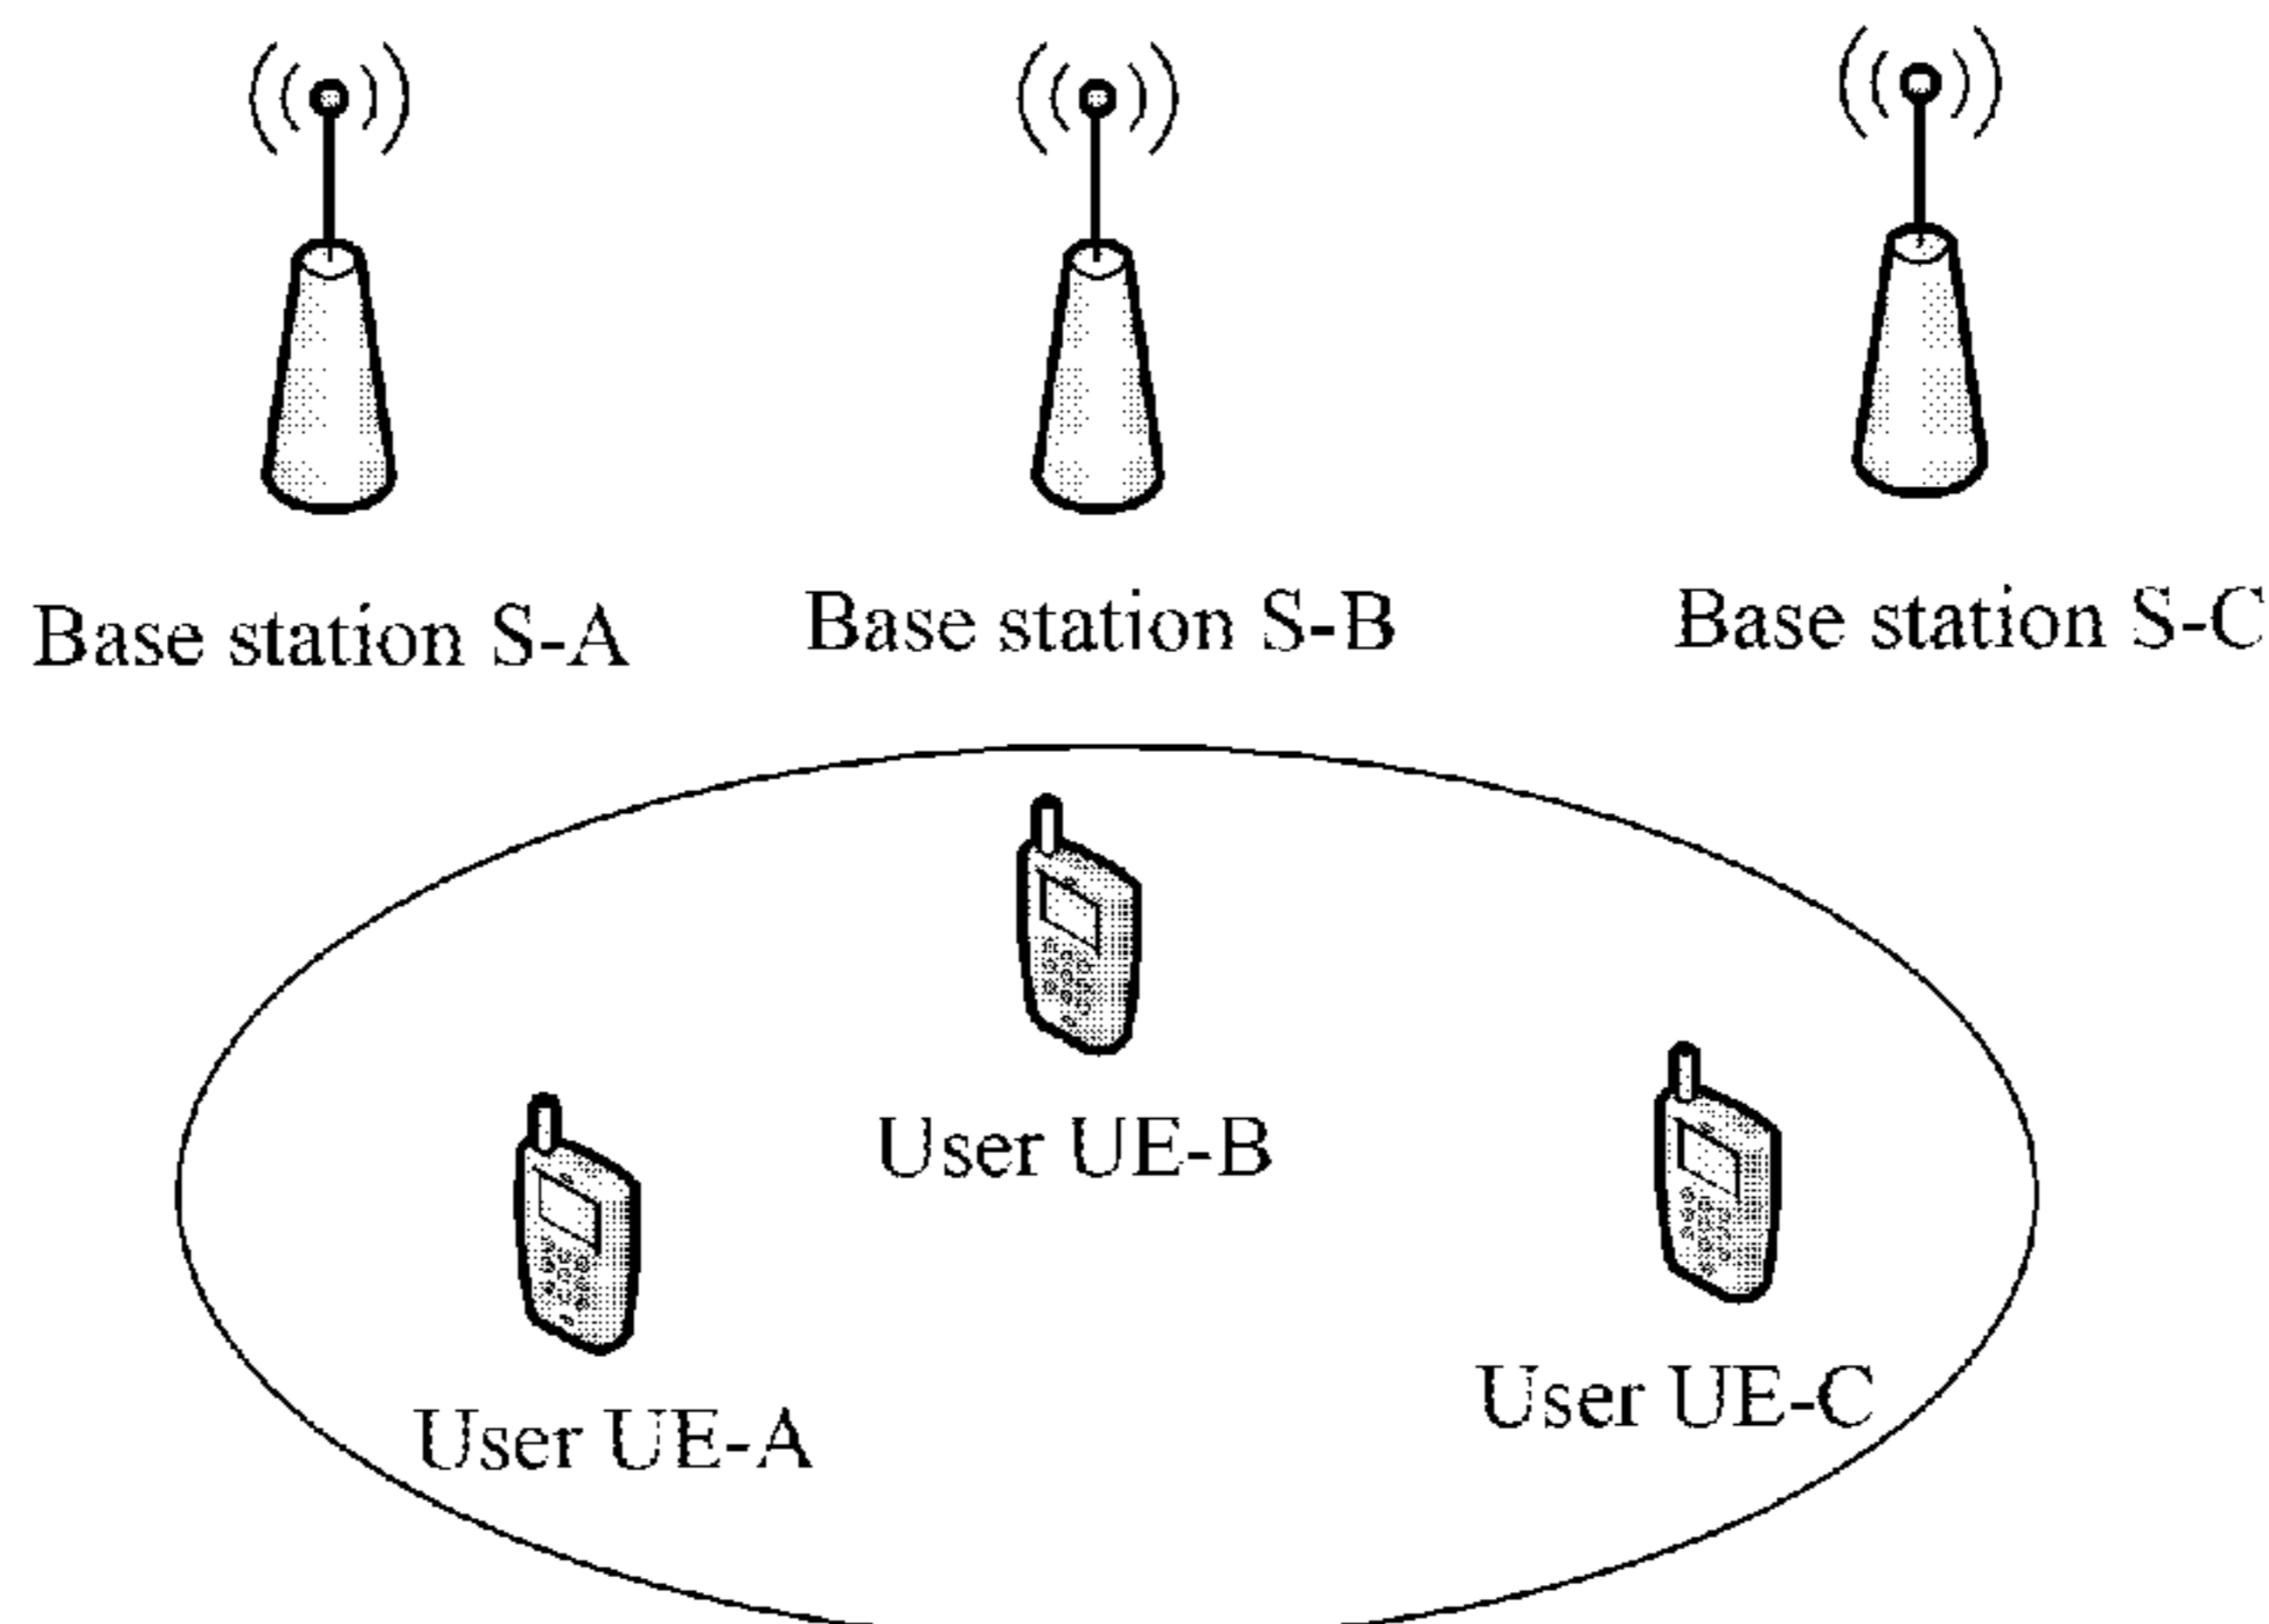 Base station S-A
Base station S-B
Base station S-C
User UE-B
User UE-C
User UE-A